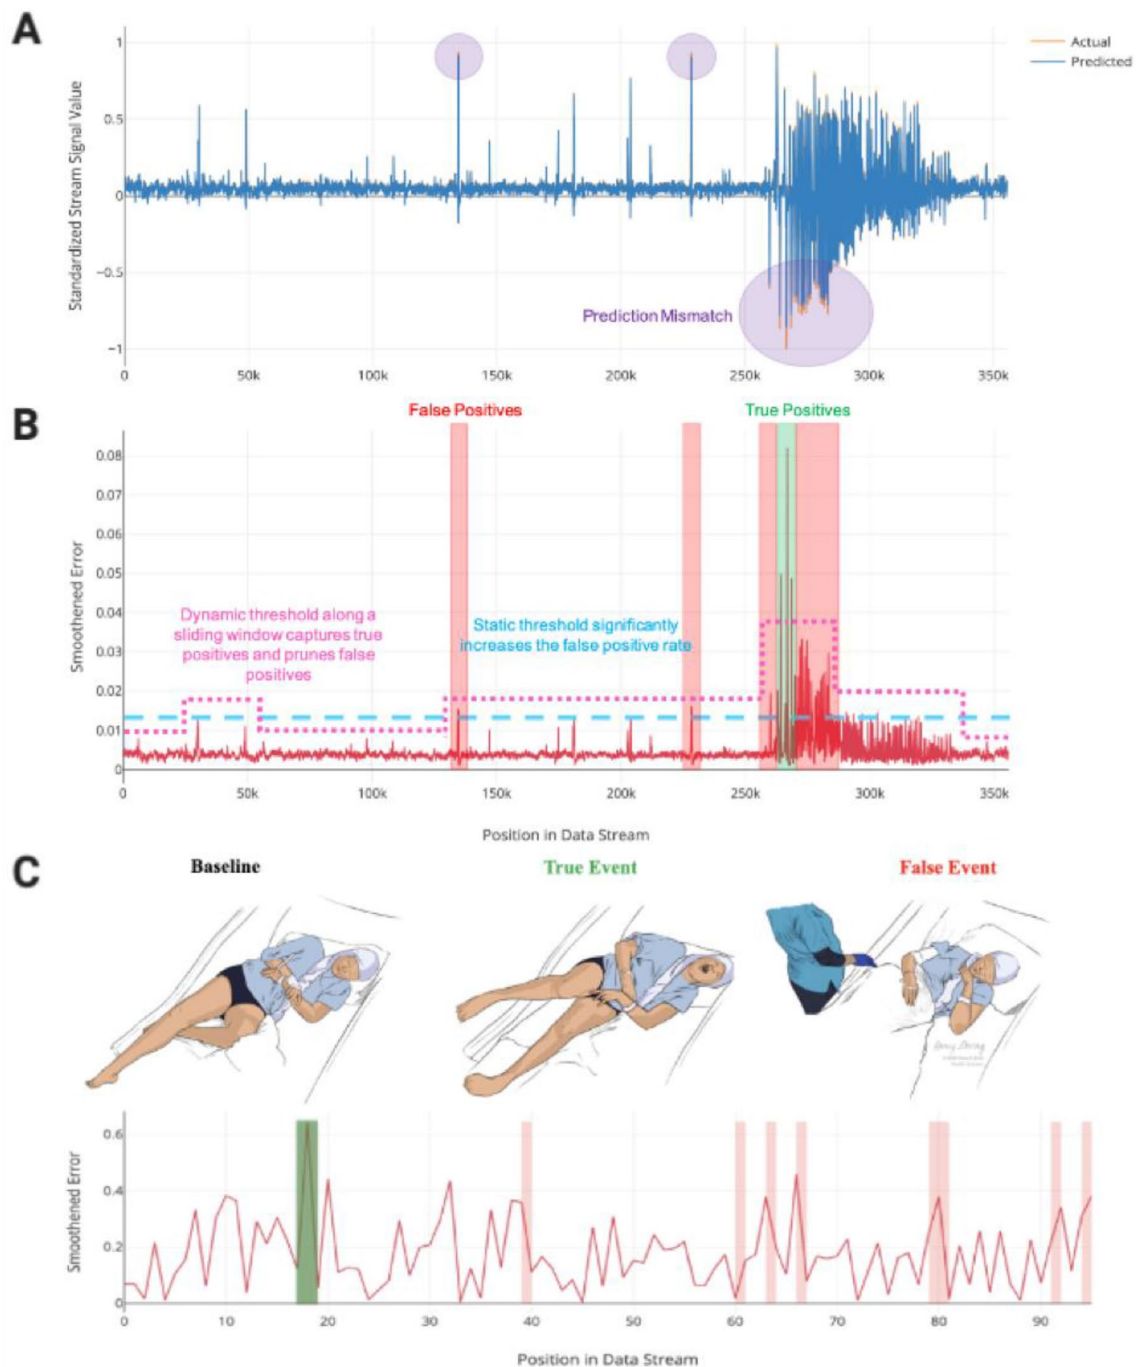 A
Standardized Stream Signal Value
1
0.5
0
−0.5
−1
Actual
Predicted
Prediction Mismatch
0 50k 100k 150k 200k 250k 300k 350k
B
False Positives
True Positives
Smoothened Error
0.08
0.07
0.06
0.05
0.04
0.03
0.02
0.01
0
Dynamic threshold along a
sliding window captures true
positives and prunes false
positives
Static threshold significantly
increases the false positive rate
0 50k 100k 150k 200k 250k 300k 350k
Position in Data Stream
C
Baseline
True Event
False Event
Smoothened Error
0.6
0.4
0.2
0
0 10 20 30 40 50 60 70 80 90
Position in Data Stream